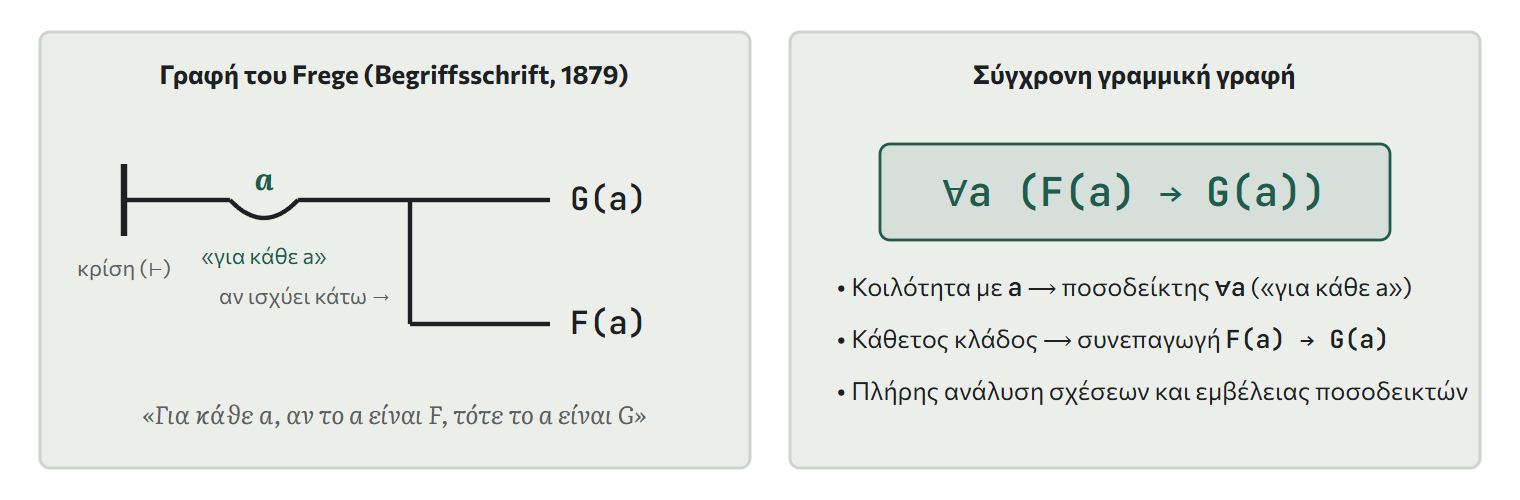 Γραφή του Frege (Begriffsschrift, 1879)
a
G(a)
κρίση (⊢)
«για κάθε a»
αν ισχύει κάτω →
F(a)
«Για κάθε a, αν το a είναι F, τότε το a είναι G»
Σύγχρονη γραμμική γραφή
∀a (F(a) → G(a))
• Κοιλότητα με a ⟶ ποσοδείκτης ∀a («για κάθε a»)
• Κάθετος κλάδος ⟶ συνεπαγωγή F(a) → G(a)
• Πλήρης ανάλυση σχέσεων και εμβέλειας ποσοδεικτών